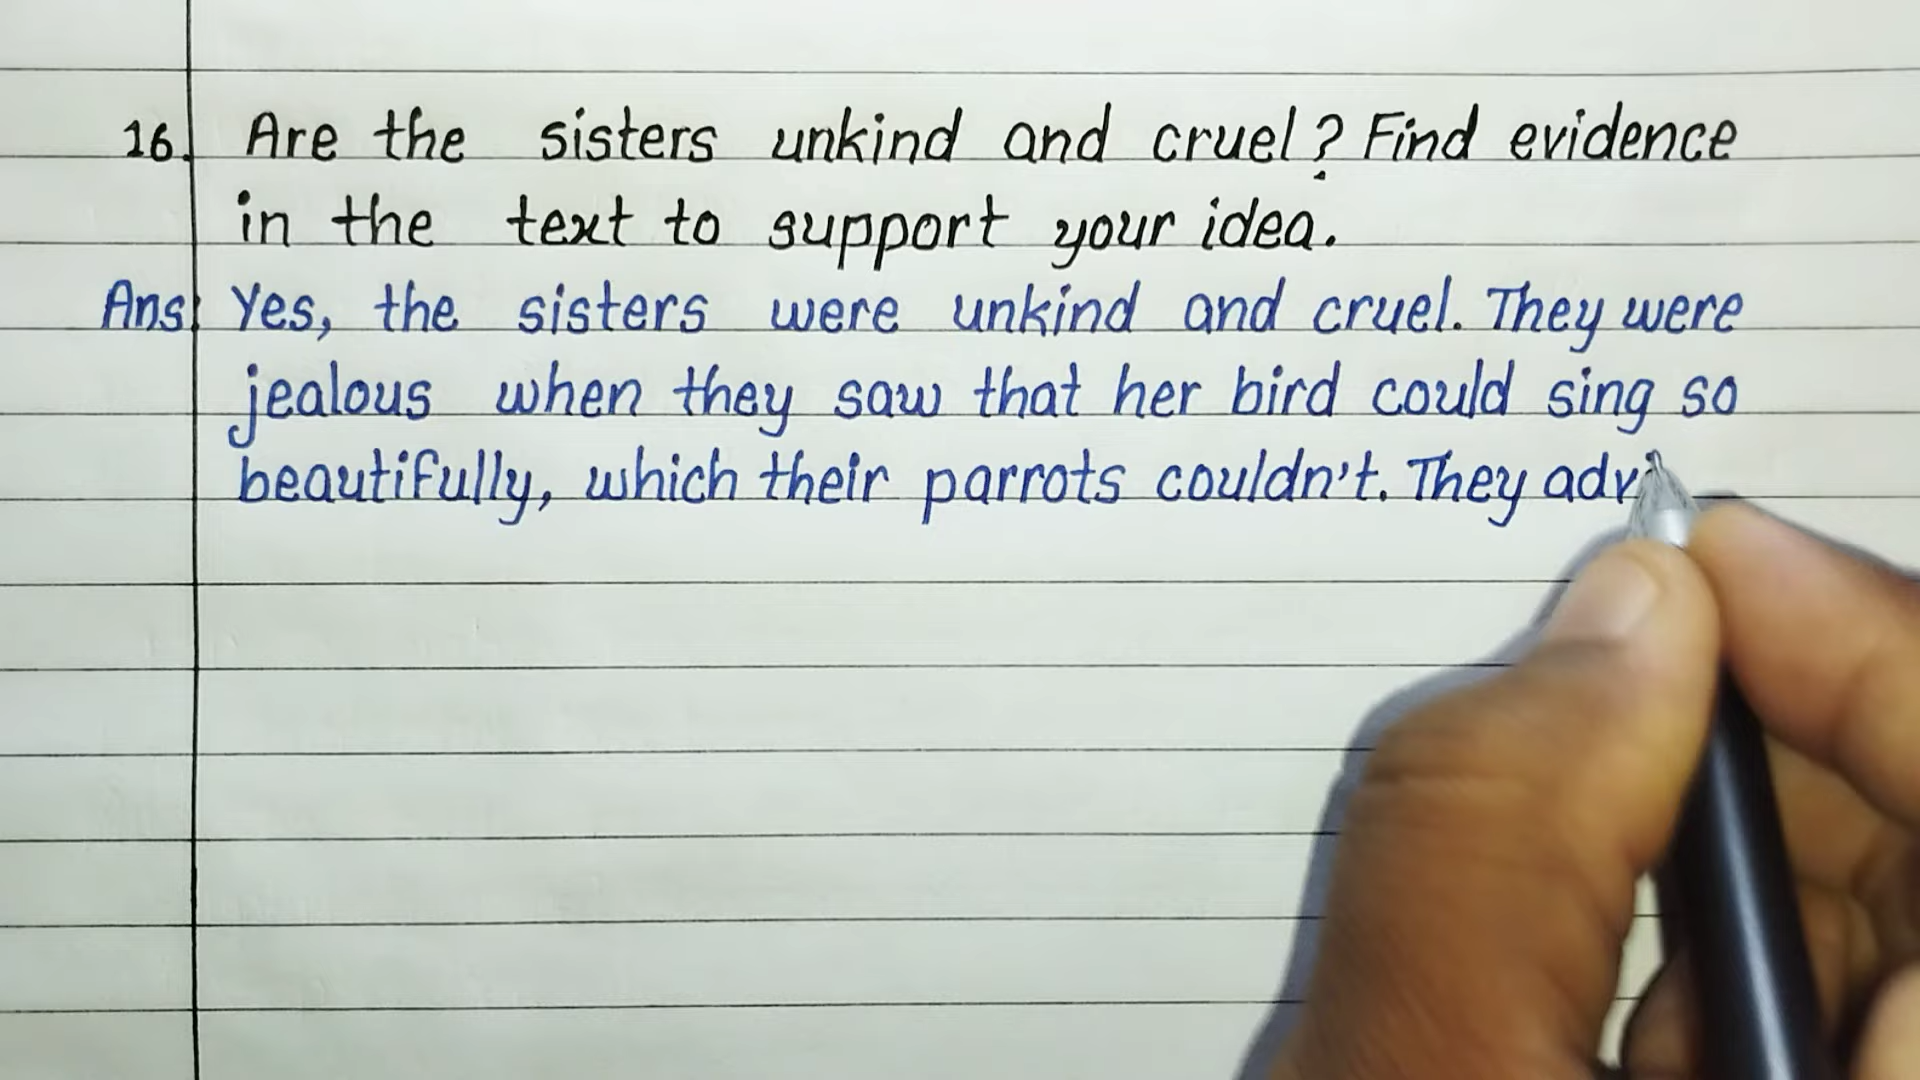 16. Are the sisters unkind and cruel? Find evidence
in the text to support your idea.
Ans Yes, the sisters were unkind and cruel. They were
jealous when they saw that her bird could sing so
beautifully, which their parrots couldn't. They advi